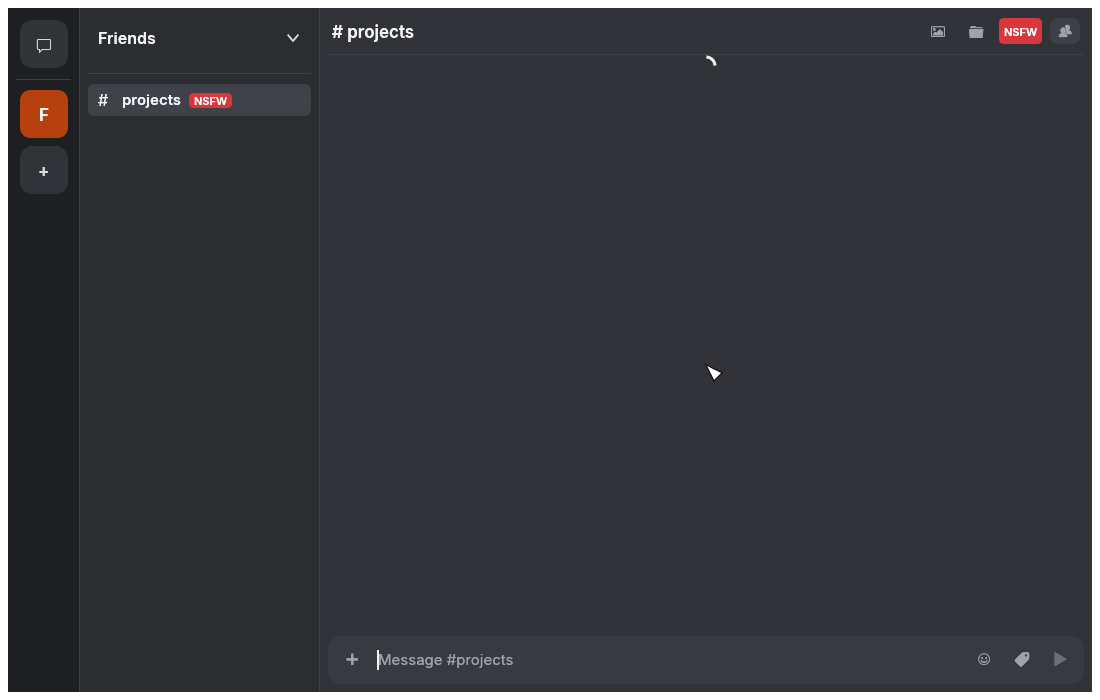 Friends
# projects
NSFW
F
# projects NSFW
+
+ Message #projects